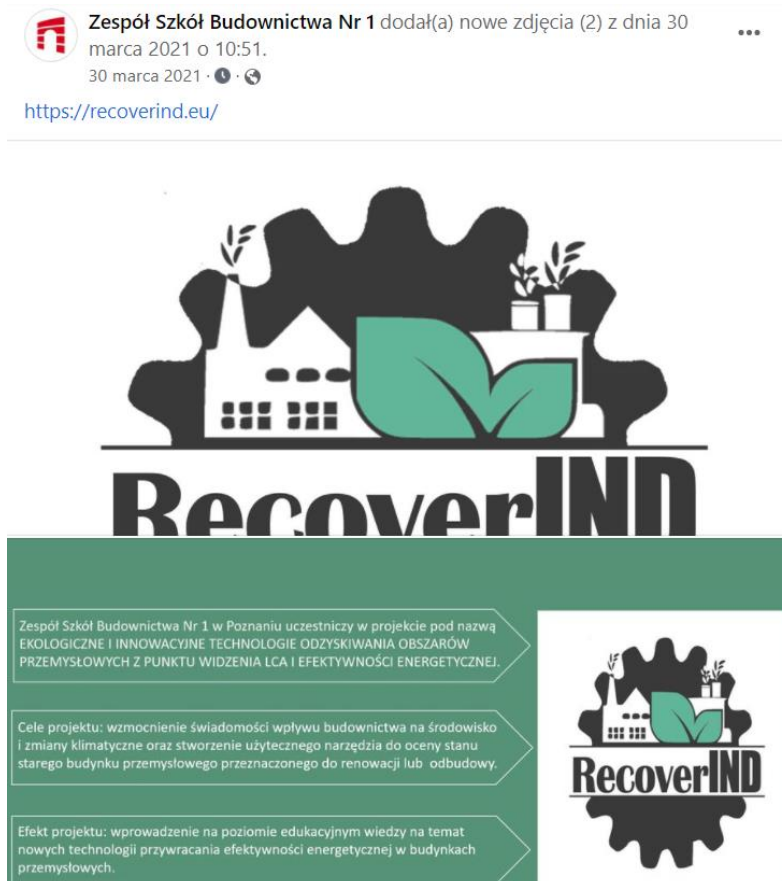 Zespół Szkół Budownictwa Nr 1 dodał(a) nowe zdjęcia (2) z dnia 30
marca 2021 o 10:51.
30 marca 2021
https://recoverind.eu/
RecoverIND
Zespół Szkół Budownictwa Nr 1 w Poznaniu uczestniczy w projekcie pod nazwą
EKOLOGICZNE I INNOWACYJNE TECHNOLOGIE ODZYSKIWANIA OBSZARÓW
PRZEMYSŁOWYCH Z PUNKTU WIDZENIA LCA I EFEKTYWNOŚCI ENERGETYCZNEJ.
Cele projektu: wzmocnienie świadomości wpływu budownictwa na środowisko
i zmiany klimatyczne oraz stworzenie użytecznego narzędzia do oceny stanu
starego budynku przemysłowego przeznaczonego do renowacji lub odbudowy.
Efekt projektu: wprowadzenie na poziomie edukacyjnym wiedzy na temat
nowych technologii przywracania efektywności energetycznej w budynkach
przemysłowych.
RecoverIND